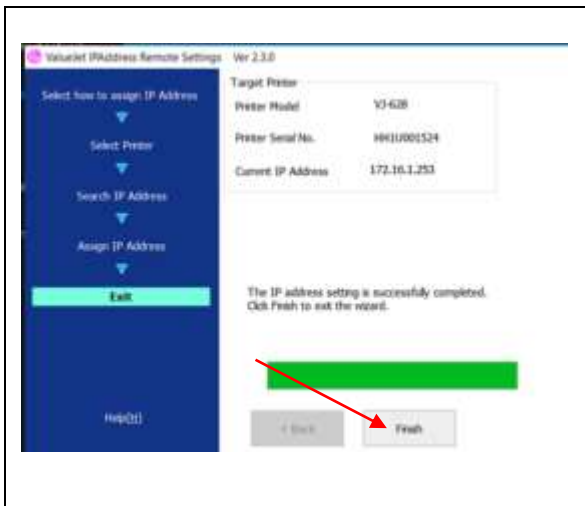 ValueJet IPAddress Remote Settings Ver 2.3.0
Select how to assign IP Address
Select Printer
Search IP Address
Assign IP Address
Exit
Help(H)
Target Printer
Printer Model VJ-628
Printer Serial No. HH1U001524
Current IP Address 172.16.1.253
The IP address setting is successfully completed.
Click Finish to exit the wizard.
< Back
Finish